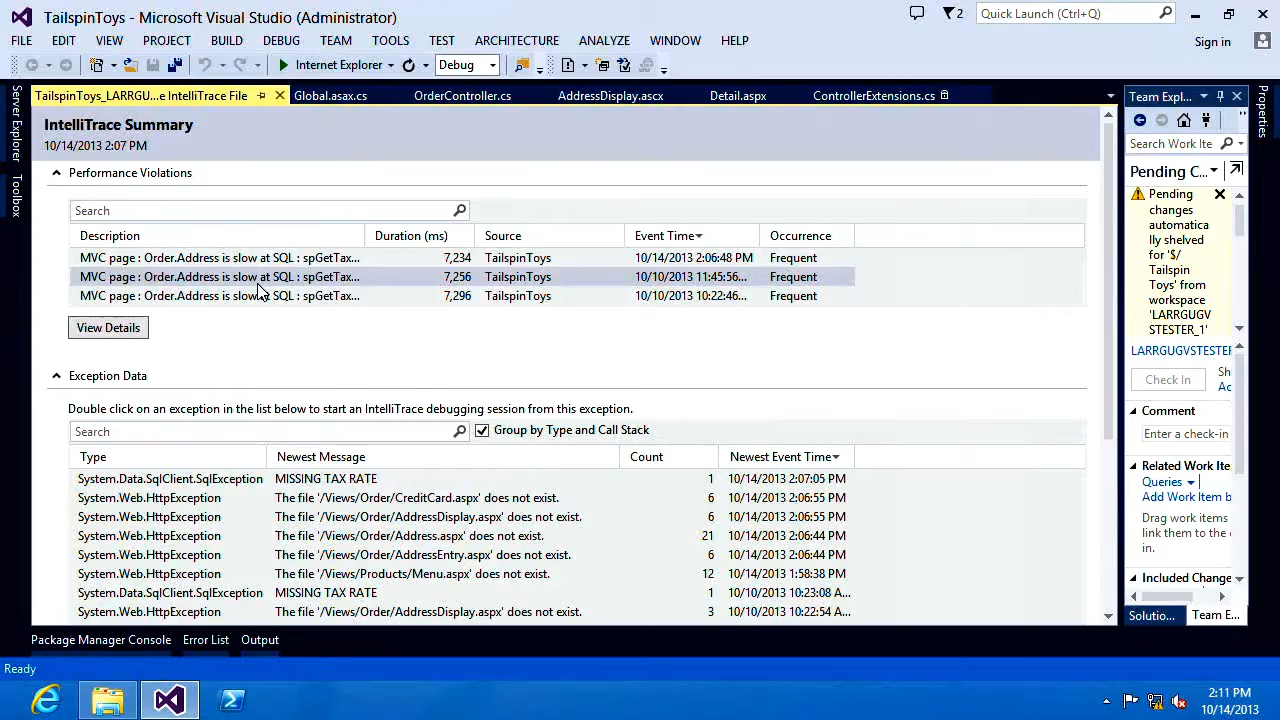 TailspinToys - Microsoft Visual Studio (Administrator)
2
Quick Launch (Ctrl+Q)
FILE EDIT VIEW PROJECT BUILD DEBUG TEAM TOOLS TEST ARCHITECTURE ANALYZE WINDOW HELP
Sign in
Internet Explorer
Debug
Server Explorer
Toolbox
TailspinToys_LARRGU...e IntelliTrace File
Global.asax.cs
OrderController.cs
AddressDisplay.ascx
Detail.aspx
ControllerExtensions.cs
IntelliTrace Summary
10/14/2013 2:07 PM
Performance Violations
Search
Description Duration (ms) Source Event Time Occurrence
MVC page : Order.Address is slow at SQL : spGetTax... 7,234 TailspinToys 10/14/2013 2:06:48 PM Frequent
MVC page : Order.Address is slow at SQL : spGetTax... 7,256 TailspinToys 10/10/2013 11:45:56... Frequent
MVC page : Order.Address is slow at SQL : spGetTax... 7,296 TailspinToys 10/10/2013 10:22:46... Frequent
View Details
Exception Data
Double click on an exception in the list below to start an IntelliTrace debugging session from this exception.
Search
Group by Type and Call Stack
Type Newest Message Count Newest Event Time
System.Data.SqlClient.SqlException MISSING TAX RATE 1 10/14/2013 2:07:05 PM
System.Web.HttpException The file '/Views/Order/CreditCard.aspx' does not exist. 6 10/14/2013 2:06:55 PM
System.Web.HttpException The file '/Views/Order/AddressDisplay.aspx' does not exist. 6 10/14/2013 2:06:55 PM
System.Web.HttpException The file '/Views/Order/Address.aspx' does not exist. 21 10/14/2013 2:06:44 PM
System.Web.HttpException The file '/Views/Order/AddressEntry.aspx' does not exist. 6 10/14/2013 2:06:44 PM
System.Web.HttpException The file '/Views/Products/Menu.aspx' does not exist. 12 10/14/2013 1:58:38 PM
System.Data.SqlClient.SqlException MISSING TAX RATE 1 10/10/2013 10:23:08 A...
System.Web.HttpException The file '/Views/Order/AddressDisplay.aspx' does not exist. 3 10/10/2013 10:22:54 A...
Team Expl...
Search Work Ite
Pending C...
Pending
changes
automatica
lly shelved
for '$/
Tailspin
Toys' from
workspace
'LARRGUGV
STESTER_1'
LARRGUGVSTESTER
Check In
Sh
Ac
Comment
Enter a check-in
Related Work Ite
Queries
Add Work Item b
Drag work items
link them to the c
in.
Included Change
Solutio...
Team E...
Properties
Package Manager Console Error List Output
Ready
2:11 PM
10/14/2013